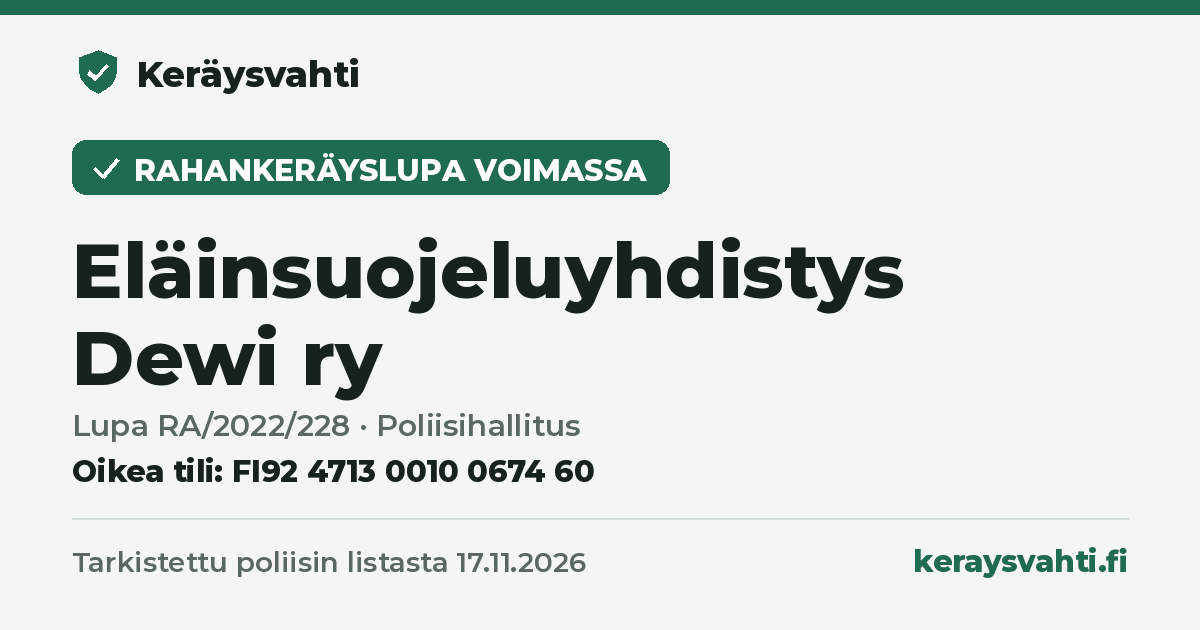 Keräysvahti
RAHANKERÄYSLUPA VOIMASSA
Eläinsuojeluyhdistys
Dewi ry
Lupa RA/2022/228 · Poliisihallitus
Oikea tili: FI92 4713 0010 0674 60
Tarkistettu poliisin listasta 17.11.2026
keraysvahti.fi